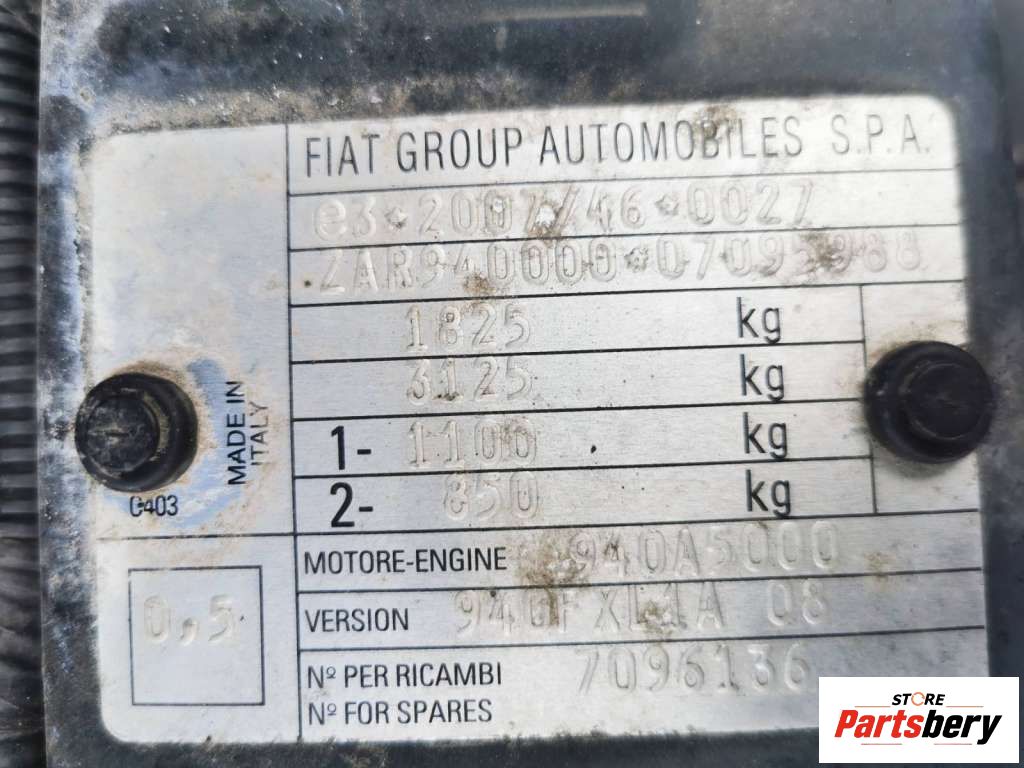 FIAT GROUP AUTOMOBILES S.P.A.
e3*2007/46*0027
ZAR940000*07095988
1825 kg
3125 kg
1- 1100 kg
2- 850 kg
MADE IN
ITALY
C403
MOTORE-ENGINE 940A5000
0,5
VERSION 940FXL1A 08
Nº PER RICAMBI 7096136
Nº FOR SPARES
STORE
Partsbery